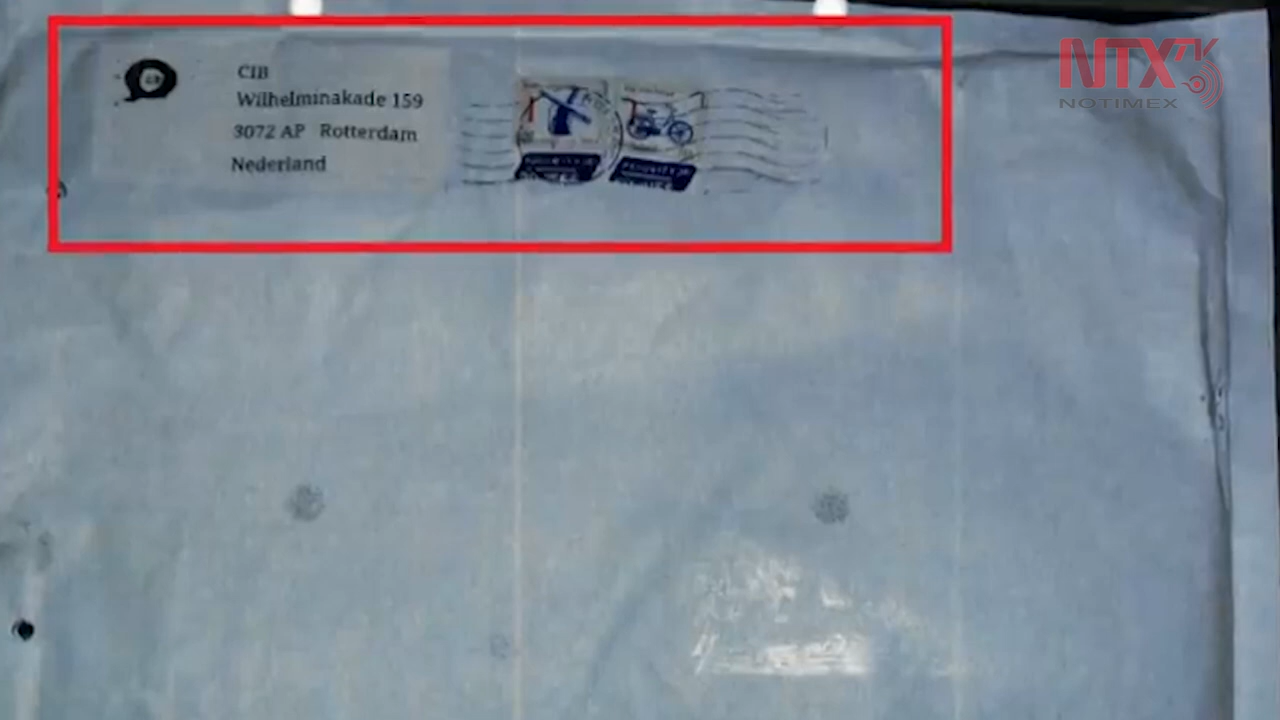 CIB
Wilhelminakade 159
3072 AP Rotterdam
Nederland
NTX
NOTIMEX